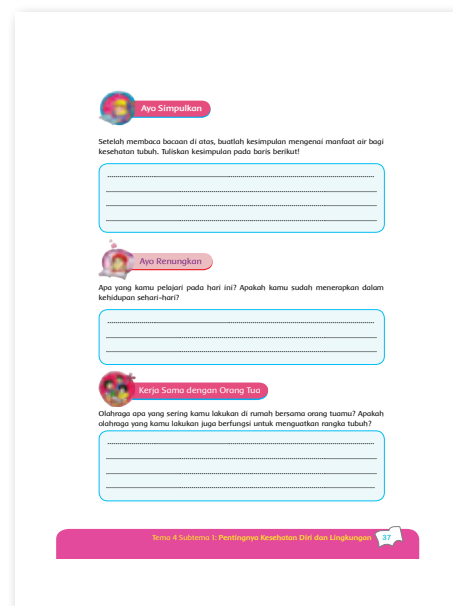 Ayo Simpulkan
Setelah membaca bacaan di atas, buatlah kesimpulan mengenai manfaat air bagi
kesehatan tubuh. Tuliskan kesimpulan pada baris berikut!
Ayo Renungkan
Apa yang kamu pelajari pada hari ini? Apakah kamu sudah menerapkan dalam
kehidupan sehari-hari?
Kerja Sama dengan Orang Tua
Olahraga apa yang sering kamu lakukan di rumah bersama orang tuamu? Apakah
olahraga yang kamu lakukan juga berfungsi untuk menguatkan rangka tubuh?
Tema 4 Subtema 1: Pentingnya Kesehatan Diri dan Lingkungan 37